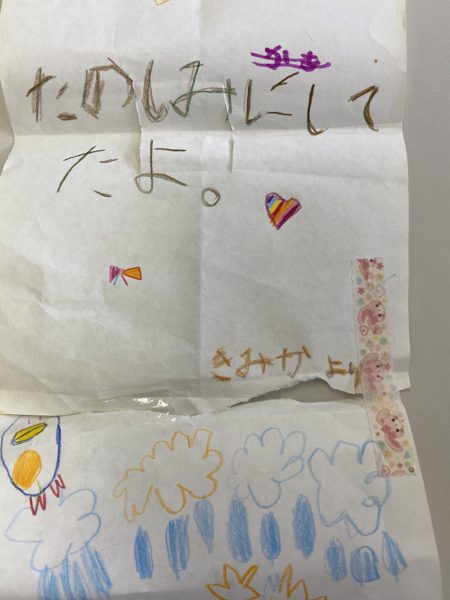 たのしみにして
たよ。
きみかより